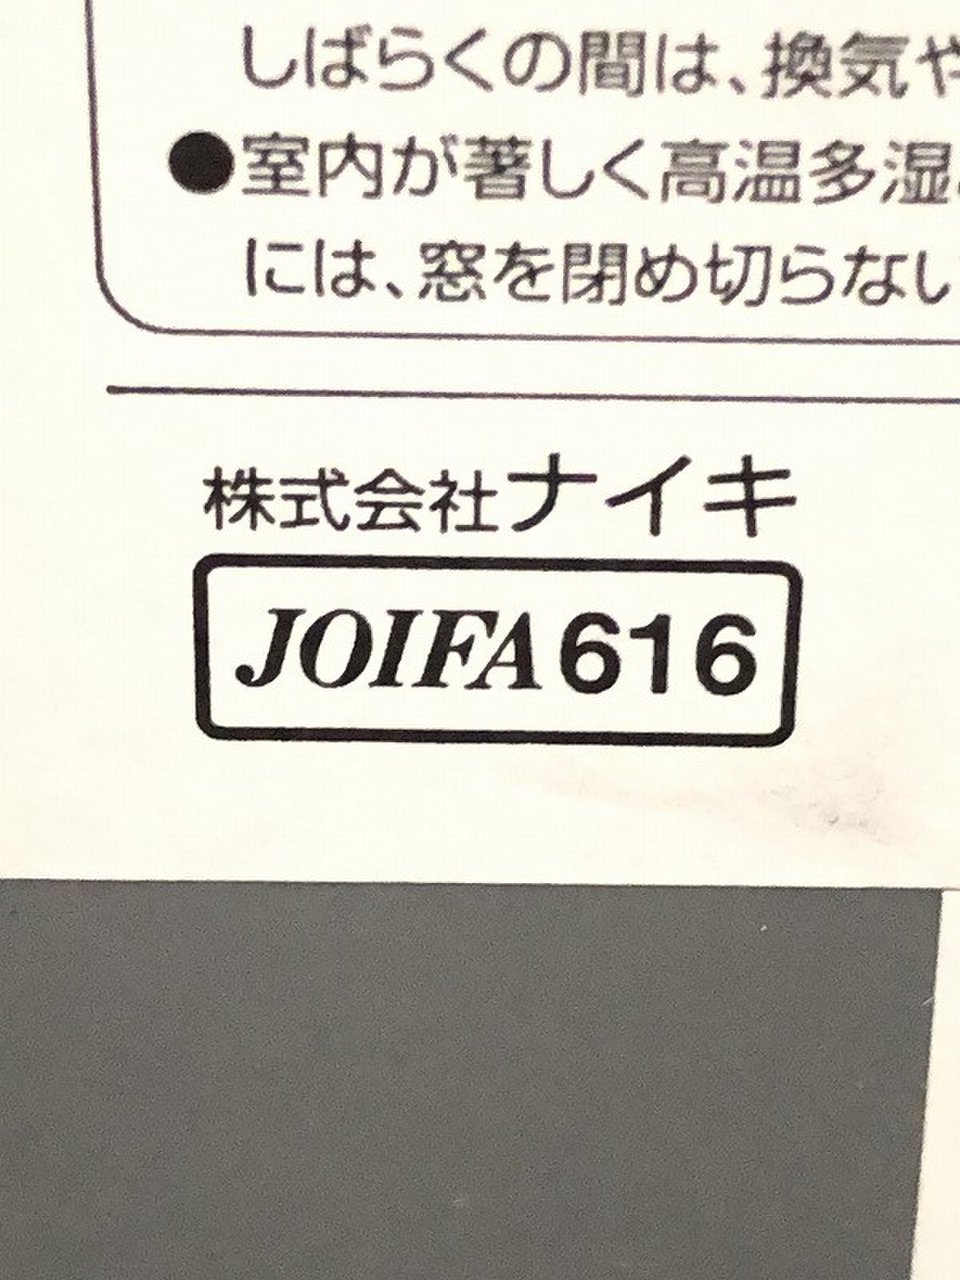 しばらくの間は、換気や
●室内が著しく高温多湿
には、窓を閉め切らない
株式会社ナイキ
JOIFA616